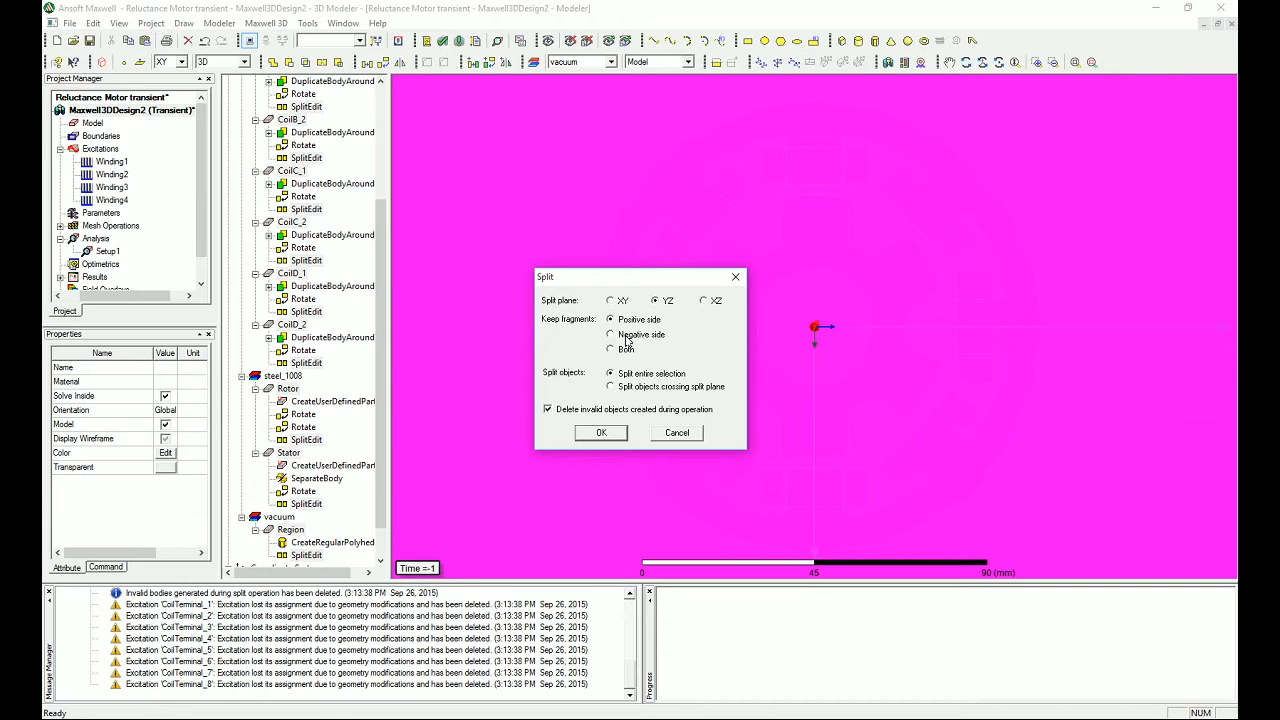 Ansoft Maxwell - Reluctance Motor transient - Maxwell3DDesign2 - 3D Modeler - [Reluctance Motor transient - Maxwell3DDesign2 - Modeler]
File Edit View Project Draw Modeler Maxwell 3D Tools Window Help
XY 3D vacuum Model
Project Manager
Reluctance Motor transient*
Maxwell3DDesign2 (Transient)*
Model
Boundaries
Excitations
Winding1
Winding2
Winding3
Winding4
Parameters
Mesh Operations
Analysis
Setup1
Optimetrics
Results
Field Overlays
Project
Properties
Name Value Unit
Name
Material
Solve Inside
Orientation Global
Model
Display Wireframe
Color Edit
Transparent
Attribute Command
DuplicateBodyAround
Rotate
SplitEdit
CoilB_2
DuplicateBodyAround
Rotate
SplitEdit
CoilC_1
DuplicateBodyAround
Rotate
SplitEdit
CoilC_2
DuplicateBodyAround
Rotate
SplitEdit
CoilD_1
DuplicateBodyAround
Rotate
SplitEdit
CoilD_2
DuplicateBodyAround
Rotate
SplitEdit
steel_1008
Rotor
CreateUserDefinedPart
Rotate
Rotate
SplitEdit
Stator
CreateUserDefinedPart
SeparateBody
Rotate
SplitEdit
vacuum
Region
CreateRegularPolyhed
SplitEdit
Split
Split plane: XY YZ XZ
Keep fragments: Positive side
Negative side
Both
Split objects: Split entire selection
Split objects crossing split plane
Delete invalid objects created during operation
OK Cancel
Time =-1
0 45 90 (mm)
Message Manager
Invalid bodies generated during split operation has been deleted. (3:13:38 PM Sep 26, 2015)
Excitation 'CoilTerminal_1': Excitation lost its assignment due to geometry modifications and has been deleted. (3:13:38 PM Sep 26, 2015)
Excitation 'CoilTerminal_2': Excitation lost its assignment due to geometry modifications and has been deleted. (3:13:38 PM Sep 26, 2015)
Excitation 'CoilTerminal_3': Excitation lost its assignment due to geometry modifications and has been deleted. (3:13:38 PM Sep 26, 2015)
Excitation 'CoilTerminal_4': Excitation lost its assignment due to geometry modifications and has been deleted. (3:13:38 PM Sep 26, 2015)
Excitation 'CoilTerminal_5': Excitation lost its assignment due to geometry modifications and has been deleted. (3:13:38 PM Sep 26, 2015)
Excitation 'CoilTerminal_6': Excitation lost its assignment due to geometry modifications and has been deleted. (3:13:38 PM Sep 26, 2015)
Excitation 'CoilTerminal_7': Excitation lost its assignment due to geometry modifications and has been deleted. (3:13:38 PM Sep 26, 2015)
Excitation 'CoilTerminal_8': Excitation lost its assignment due to geometry modifications and has been deleted. (3:13:38 PM Sep 26, 2015)
Progress
Ready NUM